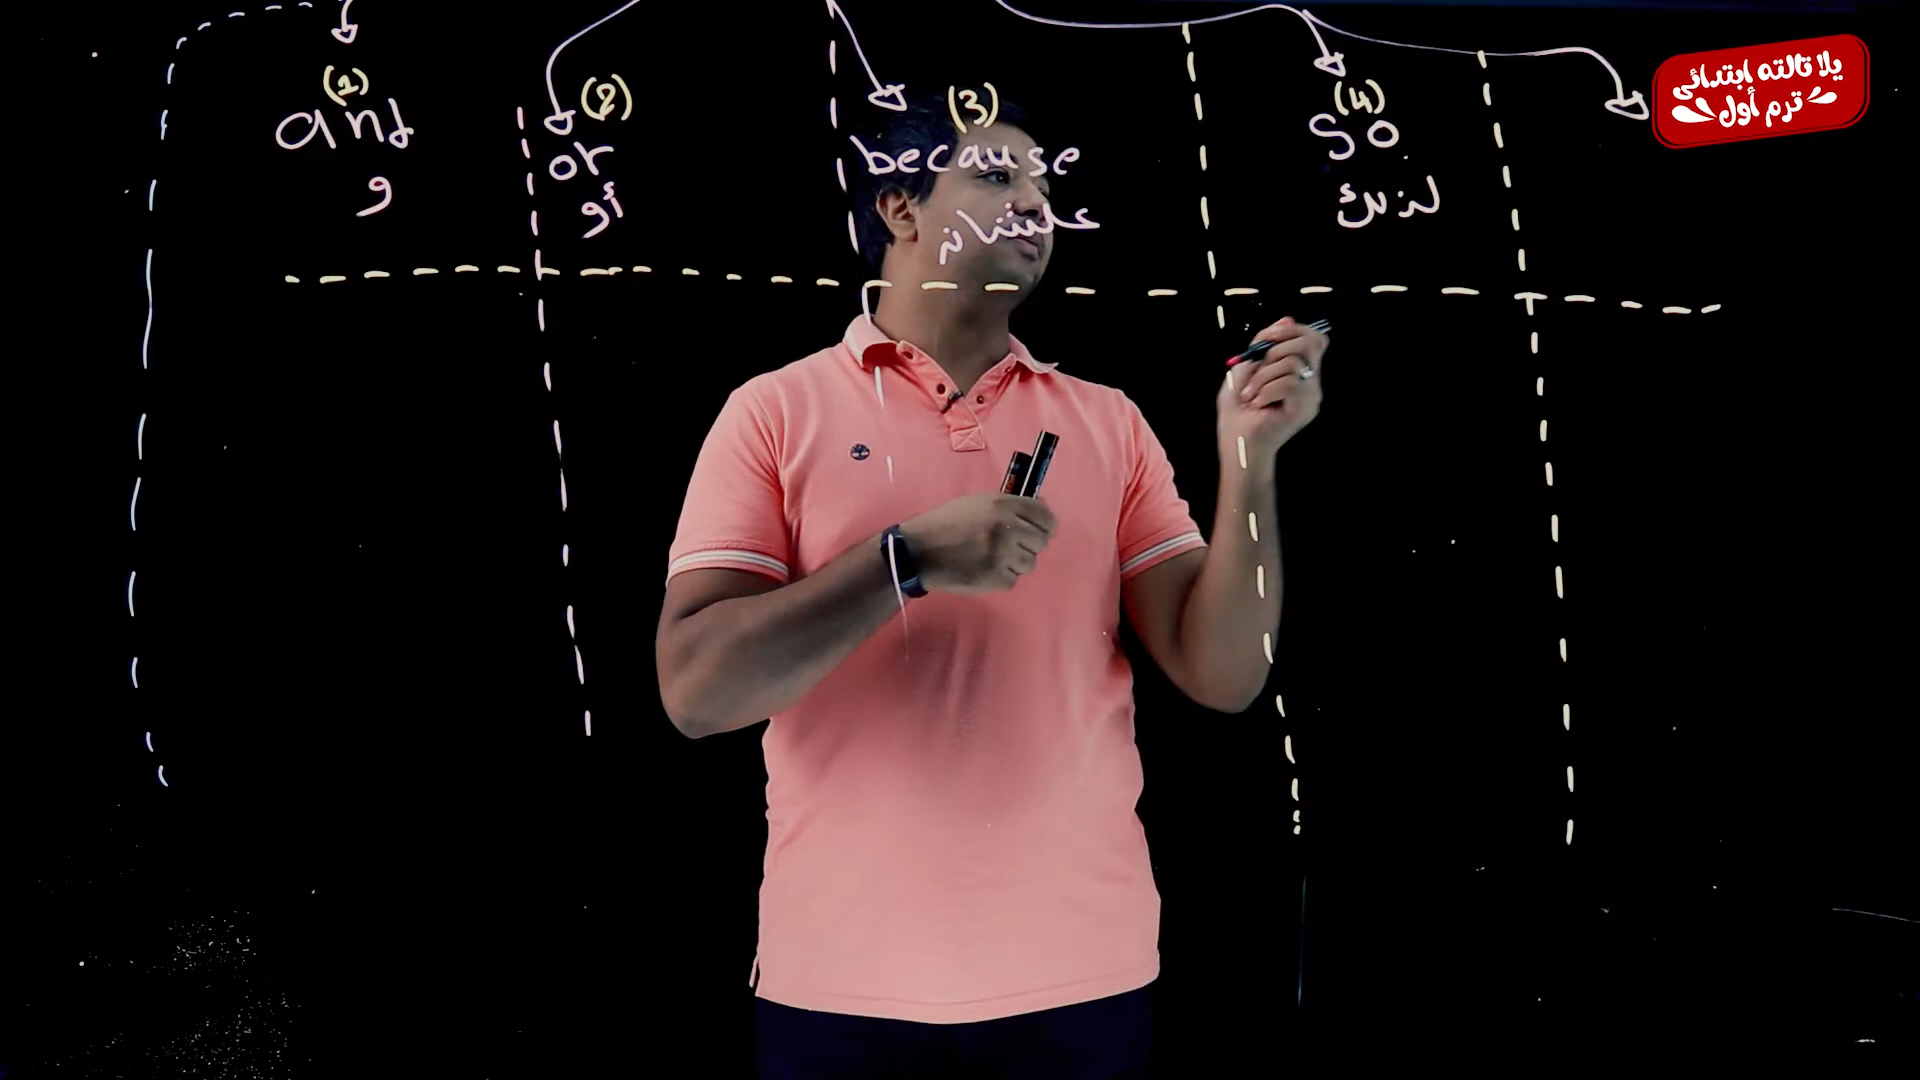 (1)
and
و
(2)
or
أو
(3)
because
علشان
(4)
so
لذلك
يلا تالته ابتدائى
ترم أول